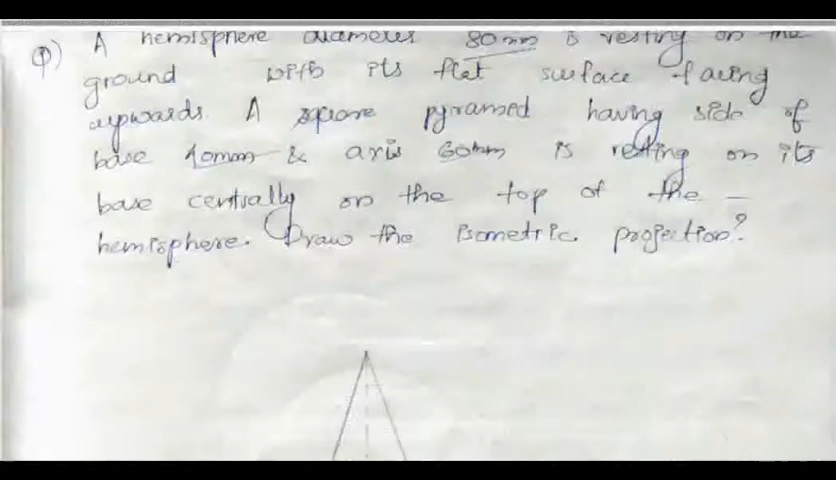 Q) A hemisphere diameter 80mm is resting on the
ground with its flat surface facing
upwards. A square pyramid having side of
base 40mm & axis 60mm is resting on its
base centrally on the top of the
hemisphere. Draw the isometric projection?